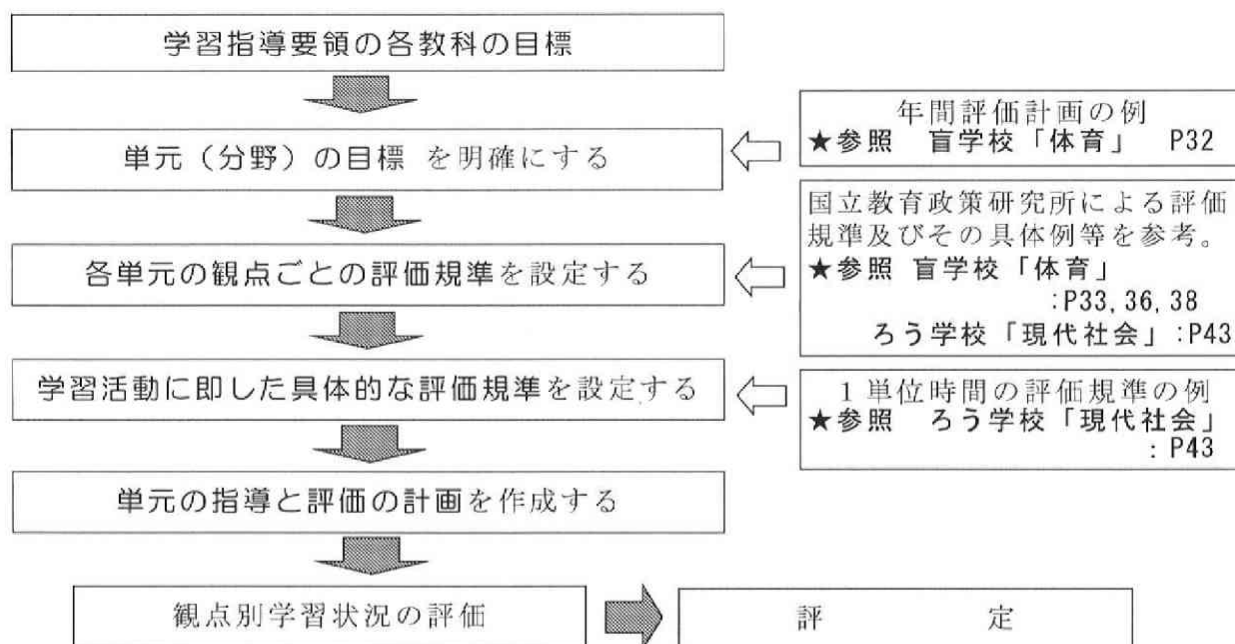 学習指導要領の各教科の目標
単元（分野）の目標 を明確にする
年間評価計画の例
★参照　盲学校「体育」　P32
各単元の観点ごとの評価規準を設定する
国立教育政策研究所による評価
規準及びその具体例等を参考。
★参照 盲学校「体育」
:P33, 36, 38
ろう学校「現代社会」:P43
学習活動に即した具体的な評価規準を設定する
１単位時間の評価規準の例
★参照　ろう学校「現代社会」
: P43
単元の指導と評価の計画を作成する
観点別学習状況の評価
評　　　　定